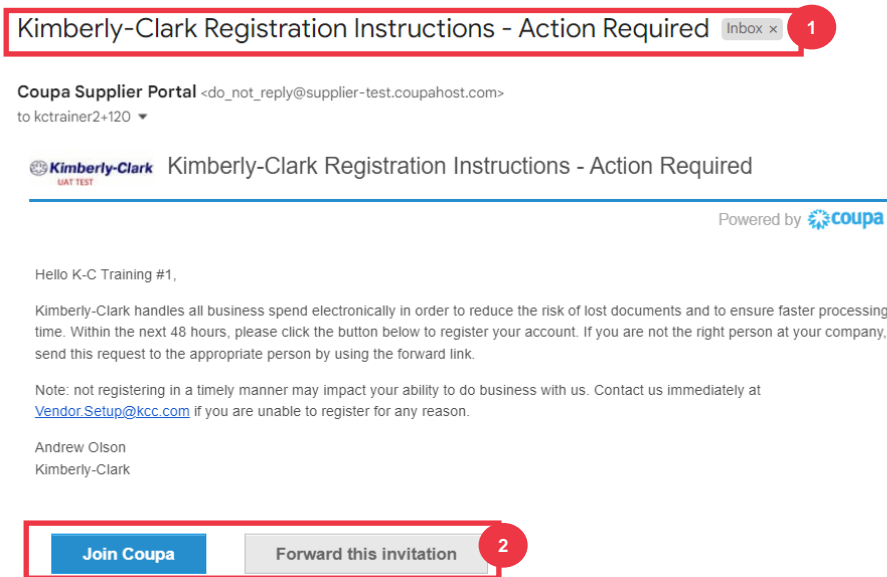 Kimberly-Clark Registration Instructions - Action Required Inbox × 1
Coupa Supplier Portal <do_not_reply@supplier-test.coupahost.com>
to kctrainer2+120
Kimberly-Clark Kimberly-Clark Registration Instructions - Action Required
UAT TEST
Powered by coupa
Hello K-C Training #1,
Kimberly-Clark handles all business spend electronically in order to reduce the risk of lost documents and to ensure faster processing
time. Within the next 48 hours, please click the button below to register your account. If you are not the right person at your company,
send this request to the appropriate person by using the forward link.
Note: not registering in a timely manner may impact your ability to do business with us. Contact us immediately at
Vendor.Setup@kcc.com if you are unable to register for any reason.
Andrew Olson
Kimberly-Clark
Join Coupa Forward this invitation 2